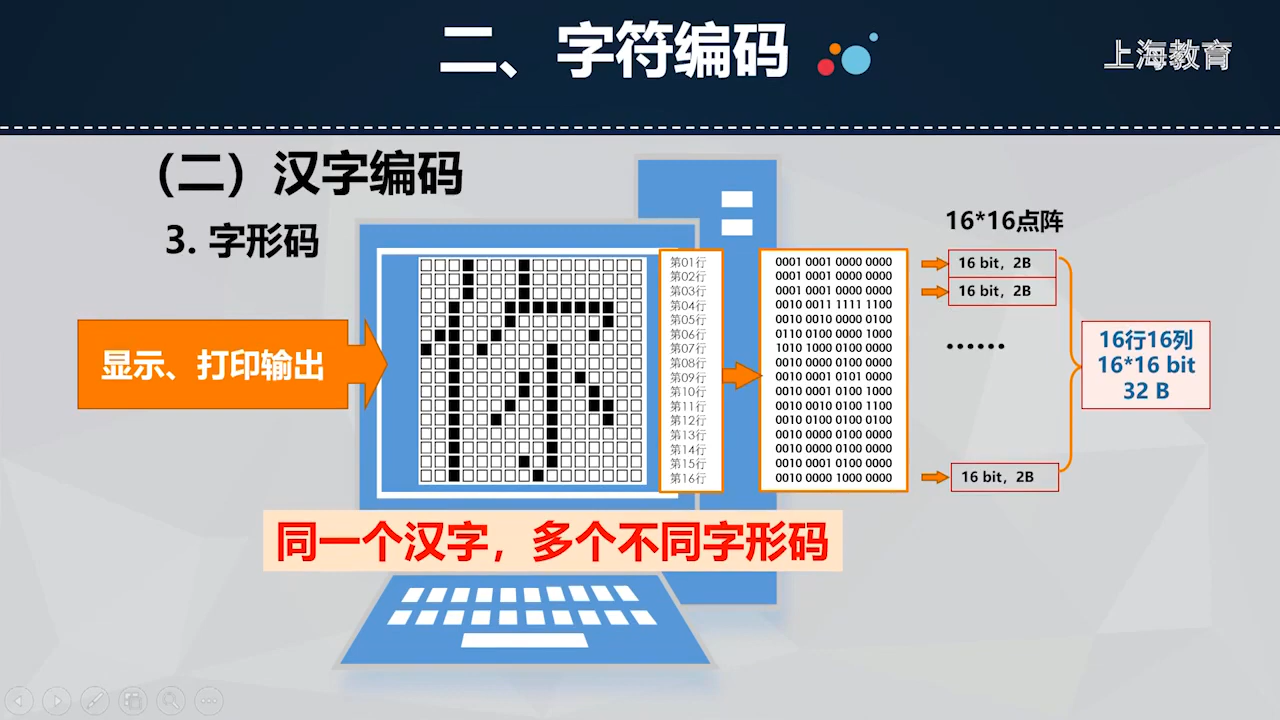 二、字符编码
上海教育
（二）汉字编码
3. 字形码
16*16点阵
显示、打印输出
第01行
第02行
第03行
第04行
第05行
第06行
第07行
第08行
第09行
第10行
第11行
第12行
第13行
第14行
第15行
第16行
0001 0001 0000 0000
0001 0001 0000 0000
0001 0001 0000 0000
0010 0011 1111 1100
0010 0010 0000 0100
0110 0100 0000 1000
1010 1000 0100 0000
0010 0000 0100 0000
0010 0001 0101 0000
0010 0001 0100 1000
0010 0010 0100 1100
0010 0100 0100 0100
0010 0000 0100 0000
0010 0000 0100 0000
0010 0001 0100 0000
0010 0000 1000 0000
16 bit，2B
16 bit，2B
……
16 bit，2B
16行16列
16*16 bit
32 B
同一个汉字，多个不同字形码